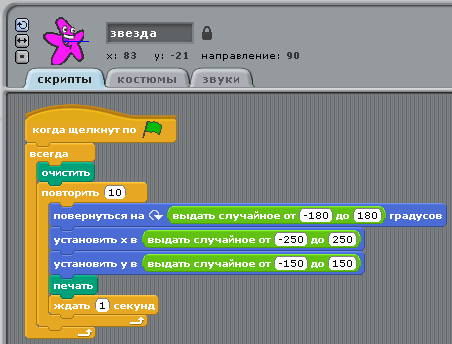 звезда
x: 83 y: -21 направление: 90
скрипты костюмы звуки
когда щелкнут по
всегда
очистить
повторить 10
повернуться на выдать случайное от -180 до 180 градусов
установить x в выдать случайное от -250 до 250
установить y в выдать случайное от -150 до 150
печать
ждать 1 секунд